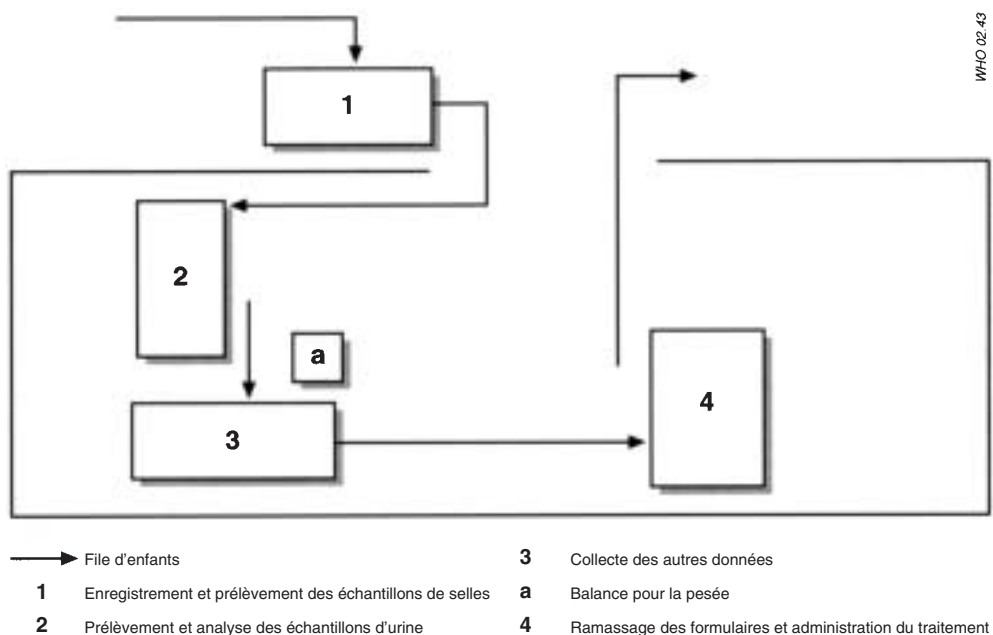 WHO 02.43
1
2
a
3
4
File d'enfants
1 Enregistrement et prélèvement des échantillons de selles
2 Prélèvement et analyse des échantillons d'urine
3 Collecte des autres données
a Balance pour la pesée
4 Ramassage des formulaires et administration du traitement